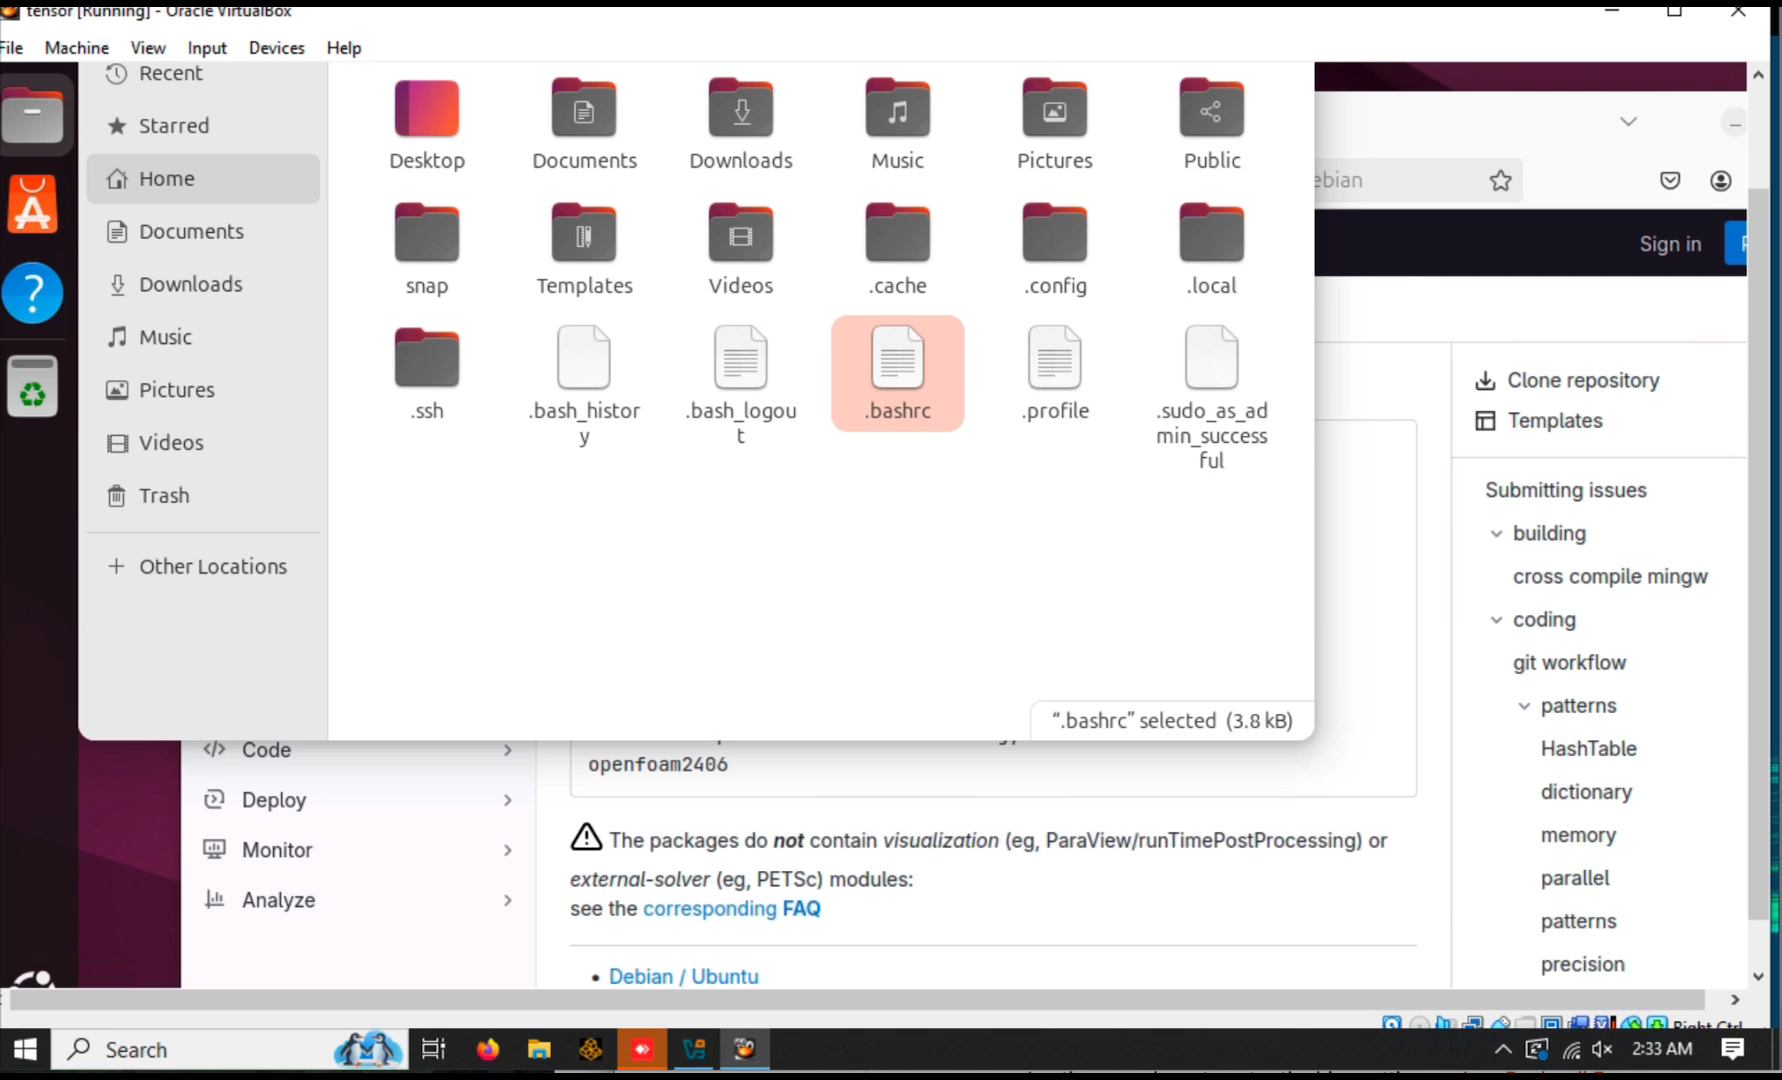 tensor [Running] - Oracle VirtualBox
File Machine View Input Devices Help
Recent
Starred
Home
Documents
Downloads
Music
Pictures
Videos
Trash
Other Locations
Desktop Documents Downloads Music Pictures Public
snap Templates Videos .cache .config .local
.ssh .bash_histor .bash_logou .bashrc .profile .sudo_as_ad
y t min_success
ful
".bashrc" selected (3.8 kB)
ebian
Sign in
Clone repository
Templates
Submitting issues
building
cross compile mingw
coding
git workflow
patterns
HashTable
dictionary
memory
parallel
patterns
precision
Code
Deploy
Monitor
Analyze
openfoam2406
The packages do not contain visualization (eg, ParaView/runTimePostProcessing) or
external-solver (eg, PETSc) modules:
see the corresponding FAQ
• Debian / Ubuntu
Right Ctrl
Search
2:33 AM